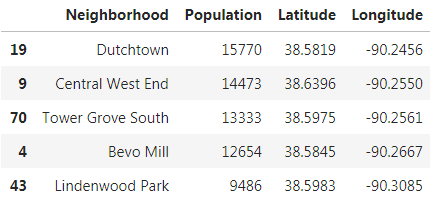 Neighborhood Population Latitude Longitude
19 Dutchtown 15770 38.5819 -90.2456
9 Central West End 14473 38.6396 -90.2550
70 Tower Grove South 13333 38.5975 -90.2561
4 Bevo Mill 12654 38.5845 -90.2667
43 Lindenwood Park 9486 38.5983 -90.3085